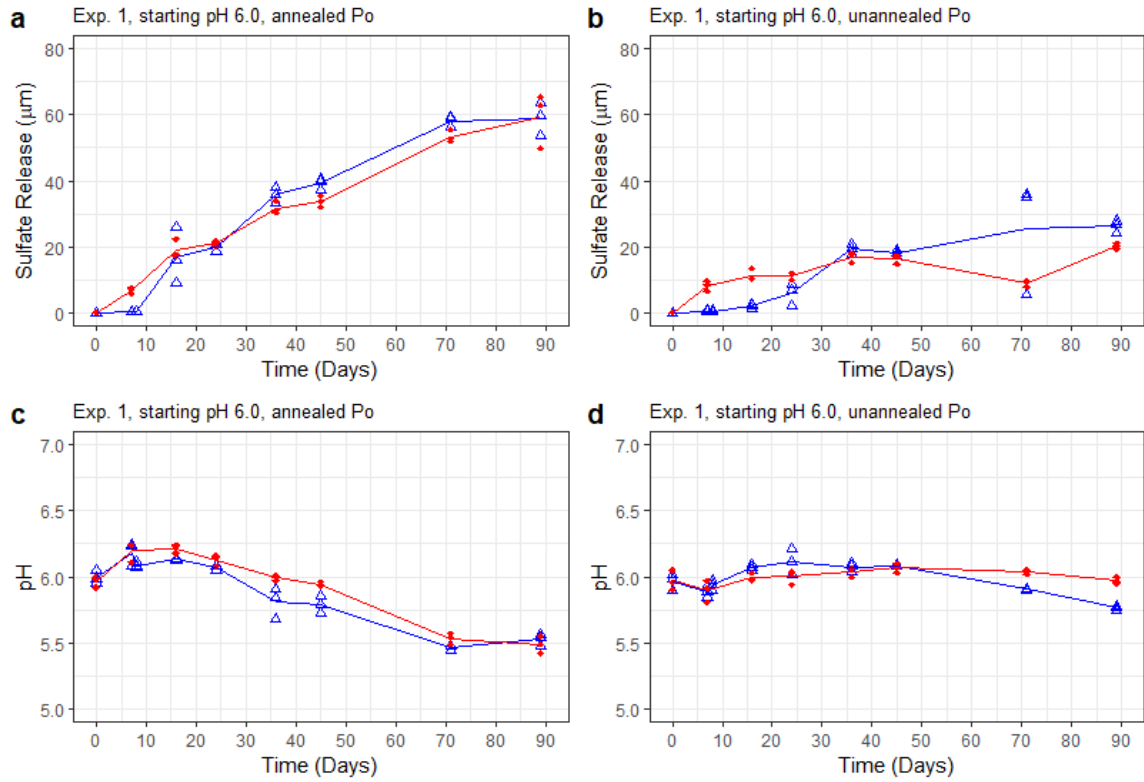 a Exp. 1, starting pH 6.0, annealed Po
80
60
40
20
0
Sulfate Release (μm)
0 10 20 30 40 50 60 70 80 90
Time (Days)
b Exp. 1, starting pH 6.0, unannealed Po
80
60
40
20
0
Sulfate Release (μm)
0 10 20 30 40 50 60 70 80 90
Time (Days)
c Exp. 1, starting pH 6.0, annealed Po
7.0
6.5
6.0
5.5
5.0
pH
0 10 20 30 40 50 60 70 80 90
Time (Days)
d Exp. 1, starting pH 6.0, unannealed Po
7.0
6.5
6.0
5.5
5.0
pH
0 10 20 30 40 50 60 70 80 90
Time (Days)